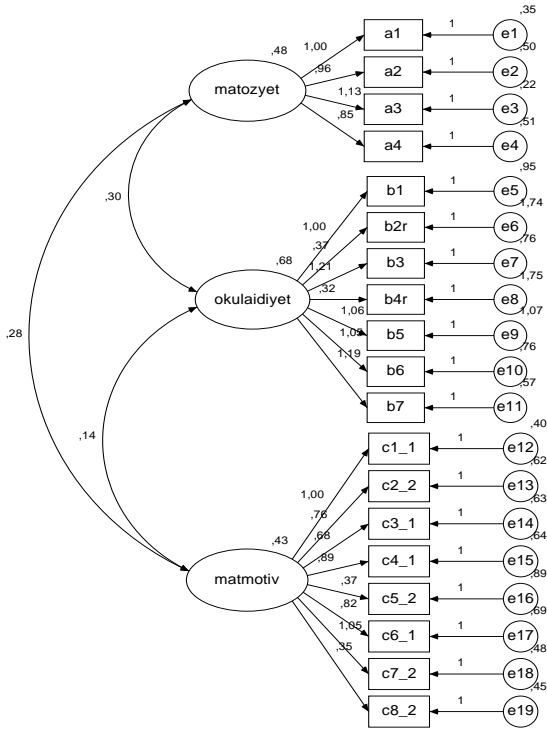 ,35
,48 1,00 a1 1 e1
,50
,96 a2 1 e2
,22
matozyet 1,13 a3 1 e3
,51
,85 a4 1 e4
,95
,30 b1 1 e5
1,74
1,00 b2r 1 e6
,76
,68 ,37 b3 1 e7
1,75
1,21
okulaidiyet ,32 b4r 1 e8
1,07
,28 1,06 b5 1 e9
,76
b6 1 e10
,57
1,19 b7 1 e11
,40
,14 c1_1 1 e12
,62
1,00 c2_2 1 e13
,63
,76 c3_1 1 e14
,64
,43 ,68
,89 c4_1 1 e15
,89
matmotiv ,37 c5_2 1 e16
,69
,82 c6_1 1 e17
,48
1,05 c7_2 1 e18
,45
,35 c8_2 1 e19